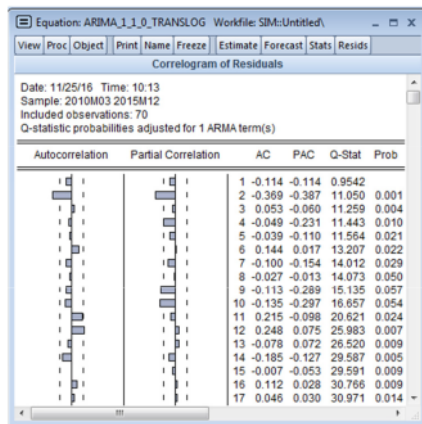 Equation: ARIMA_1_1_0_TRANSLOG Workfile: SIM::Untitled\
View Proc Object Print Name Freeze Estimate Forecast Stats Resids
Correlogram of Residuals
Date: 11/25/16 Time: 10:13
Sample: 2010M03 2015M12
Included observations: 70
Q-statistic probabilities adjusted for 1 ARMA term(s)
Autocorrelation Partial Correlation AC PAC Q-Stat Prob
1 -0.114 -0.114 0.9542
2 -0.369 -0.387 11.050 0.001
3 0.053 -0.060 11.259 0.004
4 -0.049 -0.231 11.443 0.010
5 -0.039 -0.110 11.564 0.021
6 0.144 0.017 13.207 0.022
7 -0.100 -0.154 14.012 0.029
8 -0.027 -0.013 14.073 0.050
9 -0.113 -0.289 15.135 0.057
10 -0.135 -0.297 16.657 0.054
11 0.215 -0.098 20.621 0.024
12 0.248 0.075 25.983 0.007
13 -0.078 0.072 26.520 0.009
14 -0.185 -0.127 29.587 0.005
15 -0.007 -0.053 29.591 0.009
16 0.112 0.028 30.766 0.009
17 0.046 0.030 30.971 0.014